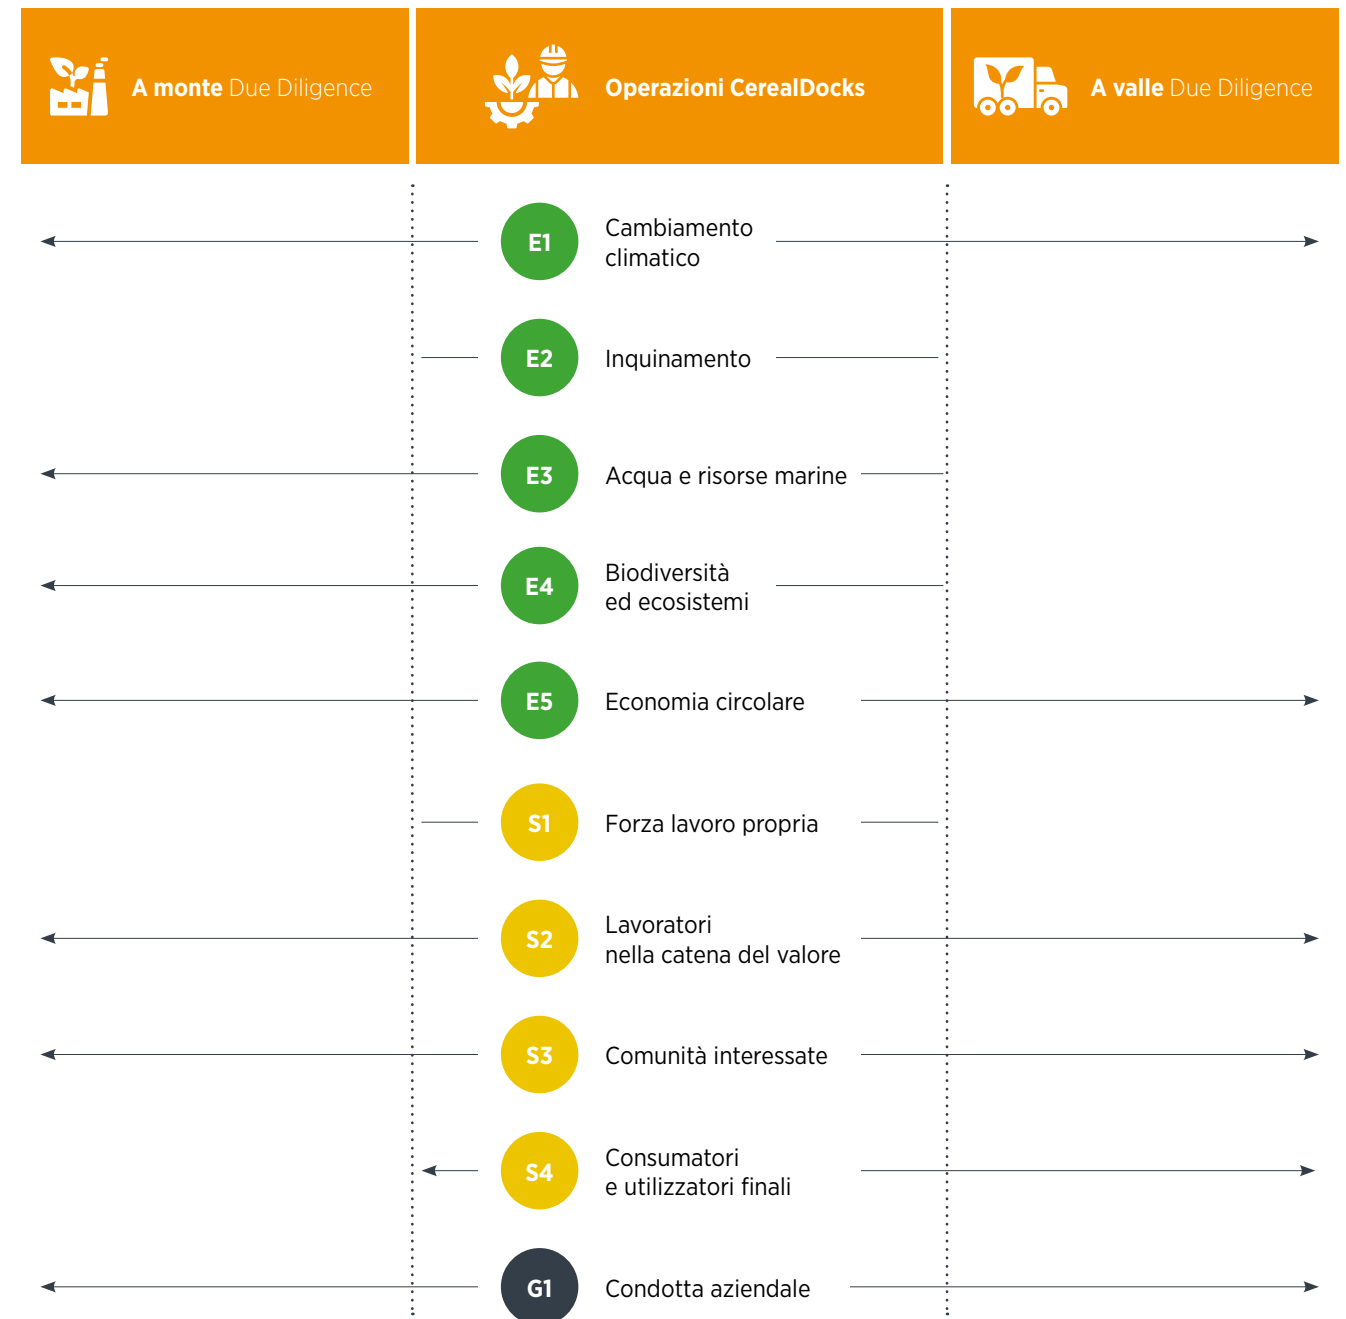 A monte Due Diligence
Operazioni CerealDocks
A valle Due Diligence
E1
Cambiamento
climatico
E2
Inquinamento
E3
Acqua e risorse marine
E4
Biodiversità
ed ecosistemi
E5
Economia circolare
S1
Forza lavoro propria
S2
Lavoratori
nella catena del valore
S3
Comunità interessate
S4
Consumatori
e utilizzatori finali
G1
Condotta aziendale